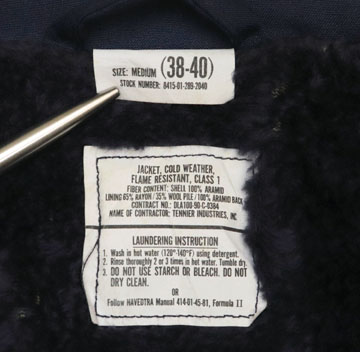 SIZE: MEDIUM (38-40)
STOCK NUMBER: 8415-01-289-2040
JACKET, COLD WEATHER,
FLAME RESISTANT, CLASS 1
FIBER CONTENT: SHELL 100% ARAMID
LINING 65% RAYON / 35% WOOL PILE / 100% ARAMID BACK
CONTRACT NO.: DLA100-90-C-0384
NAME OF CONTRACTOR: TENNIER INDUSTRIES, INC
LAUNDERING INSTRUCTION
1. Wash in hot water (120°-140°F) using detergent.
2. Rinse thoroughly 2 or 3 times in hot water. Tumble dry.
3. DO NOT USE STARCH OR BLEACH. DO NOT
DRY CLEAN.
OR
Follow NAVEDTRA Manual 414-01-45-81, Formula II